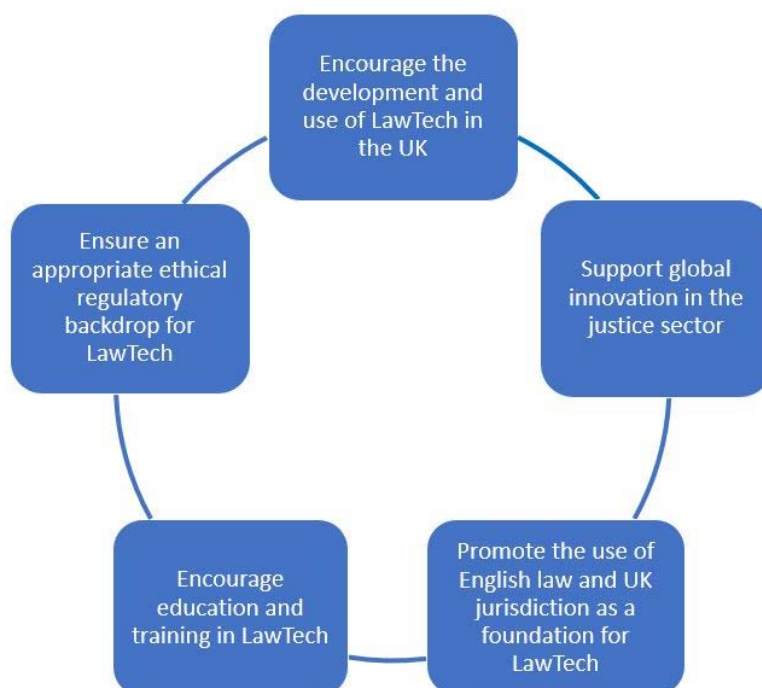 Encourage the
development and
use of LawTech in
the UK
Support global
innovation in the
justice sector
Promote the use of
English law and UK
jurisdiction as a
foundation for
LawTech
Encourage
education and
training in LawTech
Ensure an
appropriate ethical
regulatory
backdrop for
LawTech